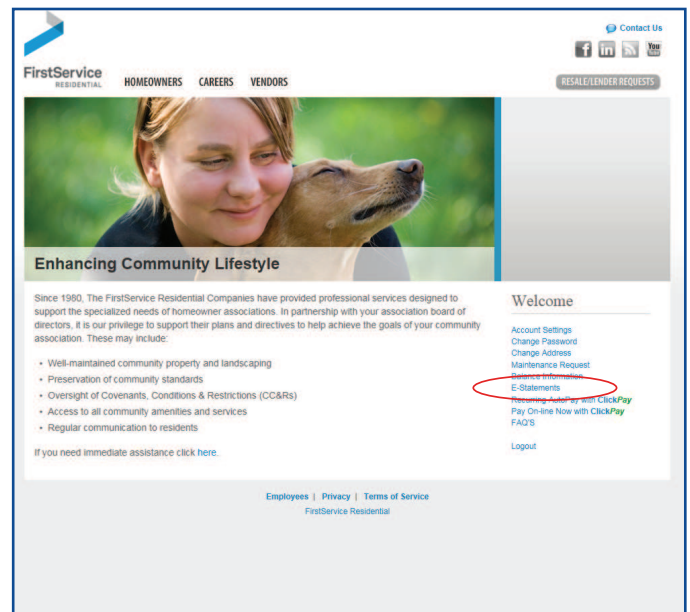 Contact Us
f in You Tube
FirstService
RESIDENTIAL
HOMEOWNERS CAREERS VENDORS
RESALE/LENDER REQUESTS
Enhancing Community Lifestyle
Since 1980, The FirstService Residential Companies have provided professional services designed to
support the specialized needs of homeowner associations. In partnership with your association board of
directors, it is our privilege to support their plans and directives to help achieve the goals of your community
association. These may include:
• Well-maintained community property and landscaping
• Preservation of community standards
• Oversight of Covenants, Conditions & Restrictions (CC&Rs)
• Access to all community amenities and services
• Regular communication to residents
If you need immediate assistance click here.
Welcome
Account Settings
Change Password
Change Address
Maintenance Request
Balance Information
E-Statements
Recurring AutoPay with ClickPay
Pay On-line Now with ClickPay
FAQ'S
Logout
Employees | Privacy | Terms of Service
FirstService Residential